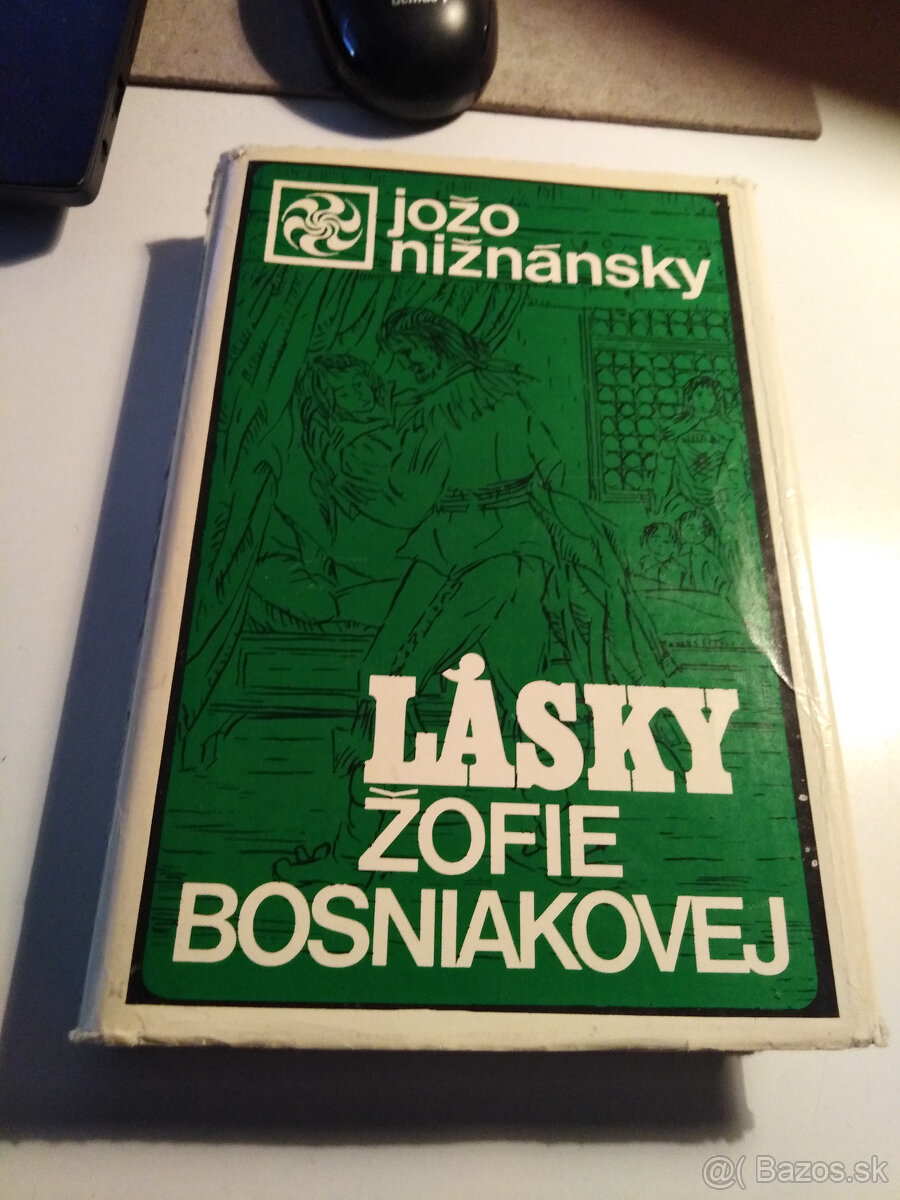 jožo
nižnánsky
LÁSKY
ŽOFIE
BOSNIAKOVEJ
@( Bazos.sk